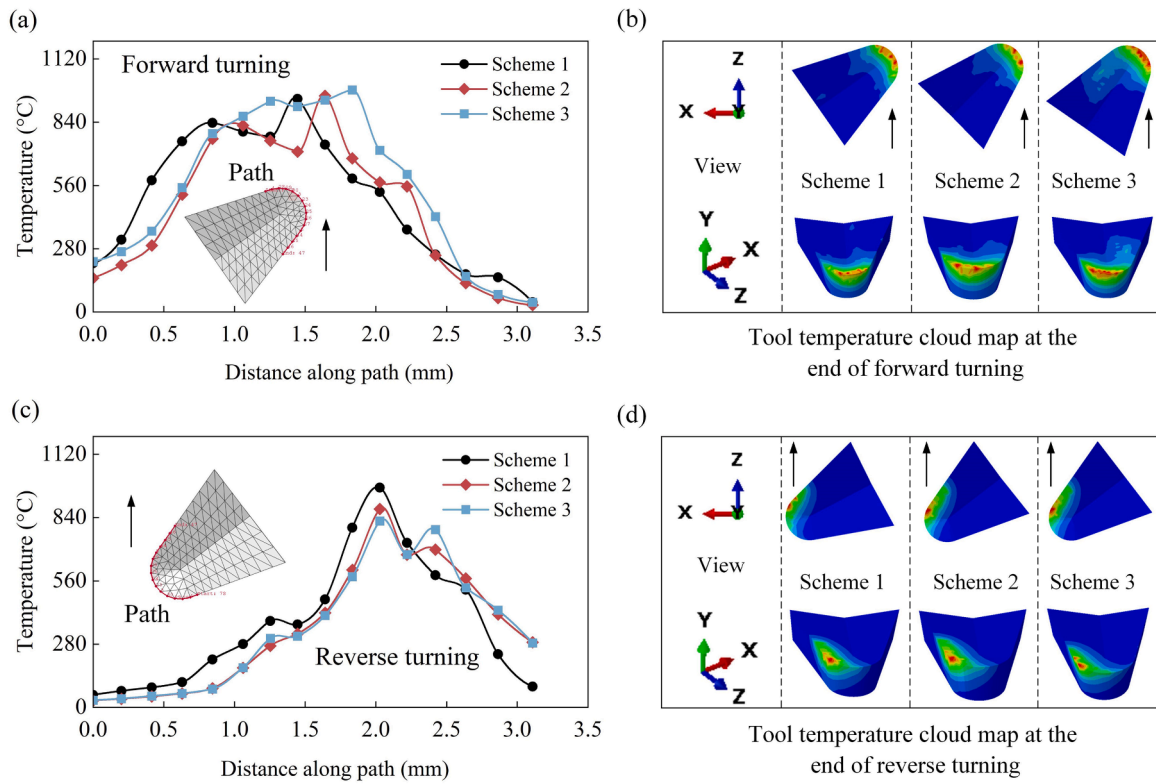 (a)
1120
840
560
280
0
Temperature (°C)
Forward turning
Scheme 1
Scheme 2
Scheme 3
Path
0.0 0.5 1.0 1.5 2.0 2.5 3.0 3.5
Distance along path (mm)
(b)
Z
X Y
View
Scheme 1 Scheme 2 Scheme 3
Y
X
Z
Tool temperature cloud map at the
end of forward turning
(c)
1120
840
560
280
0
Temperature (°C)
Scheme 1
Scheme 2
Scheme 3
Path
Reverse turning
0.0 0.5 1.0 1.5 2.0 2.5 3.0 3.5
Distance along path (mm)
(d)
Z
X Y
View
Scheme 1 Scheme 2 Scheme 3
Y
X
Z
Tool temperature cloud map at the
end of reverse turning